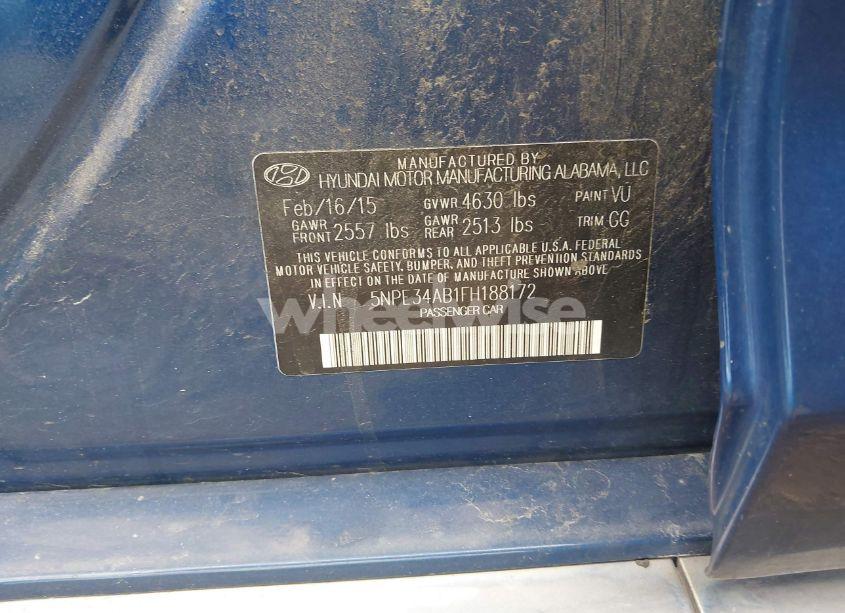 MANUFACTURED BY
HYUNDAI MOTOR MANUFACTURING ALABAMA, LLC
Feb/16/15 GVWR 4630 lbs PAINT VU
GAWR FRONT 2557 lbs GAWR REAR 2513 lbs TRIM GG
THIS VEHICLE CONFORMS TO ALL APPLICABLE U.S.A. FEDERAL
MOTOR VEHICLE SAFETY, BUMPER, AND THEFT PREVENTION STANDARDS
IN EFFECT ON THE DATE OF MANUFACTURE SHOWN ABOVE.
V.I.N 5NPE34AB1FH188172
PASSENGER CAR
wheelwise